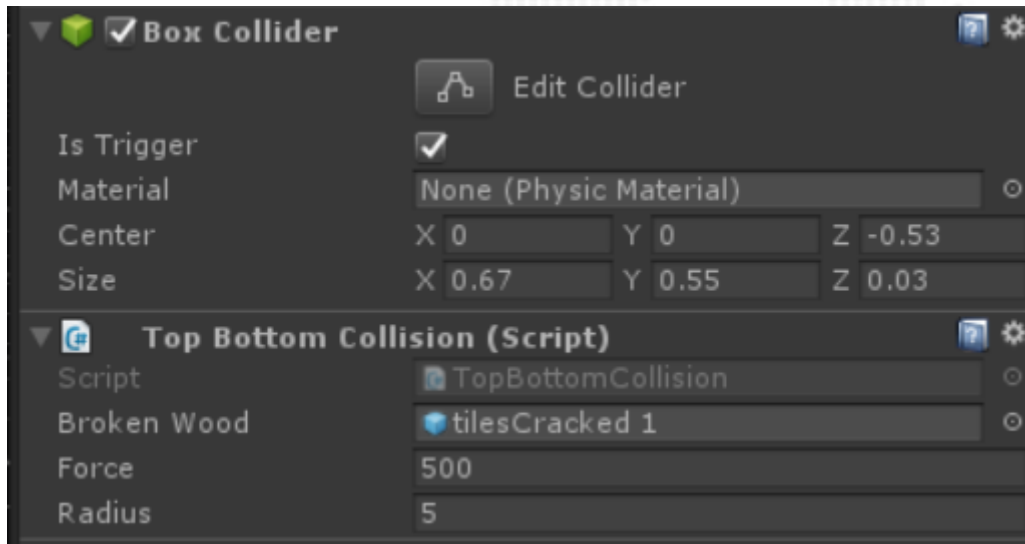 Box Collider
Edit Collider
Is Trigger
Material None (Physic Material)
Center X 0 Y 0 Z -0.53
Size X 0.67 Y 0.55 Z 0.03
C# Top Bottom Collision (Script)
Script TopBottomCollision
Broken Wood tilesCracked 1
Force 500
Radius 5